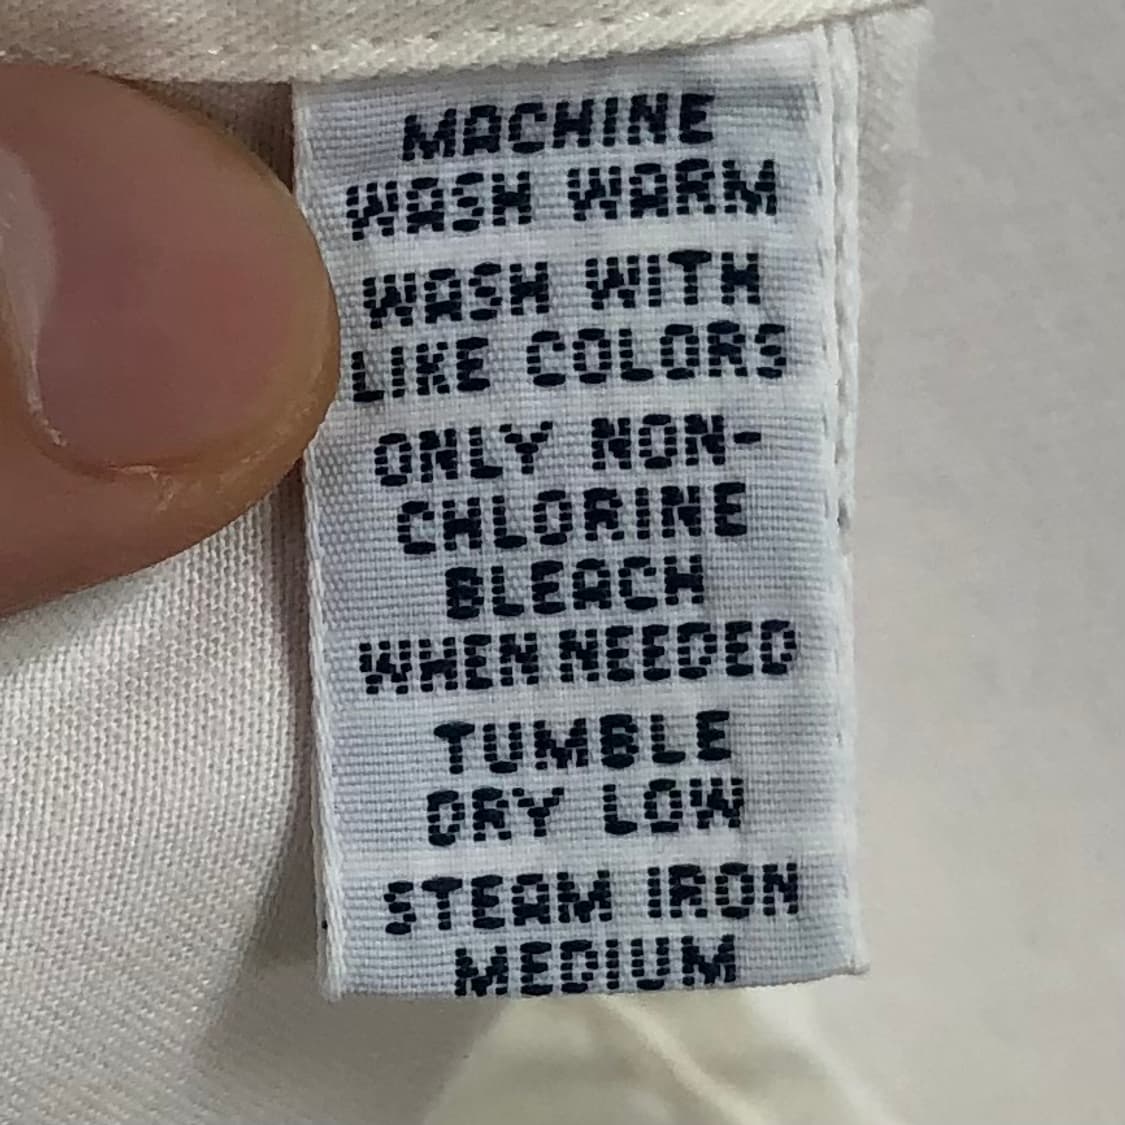 MACHINE
WASH WARM
WASH WITH
LIKE COLORS
ONLY NON-
CHLORINE
BLEACH
WHEN NEEDED
TUMBLE
DRY LOW
STEAM IRON
MEDIUM